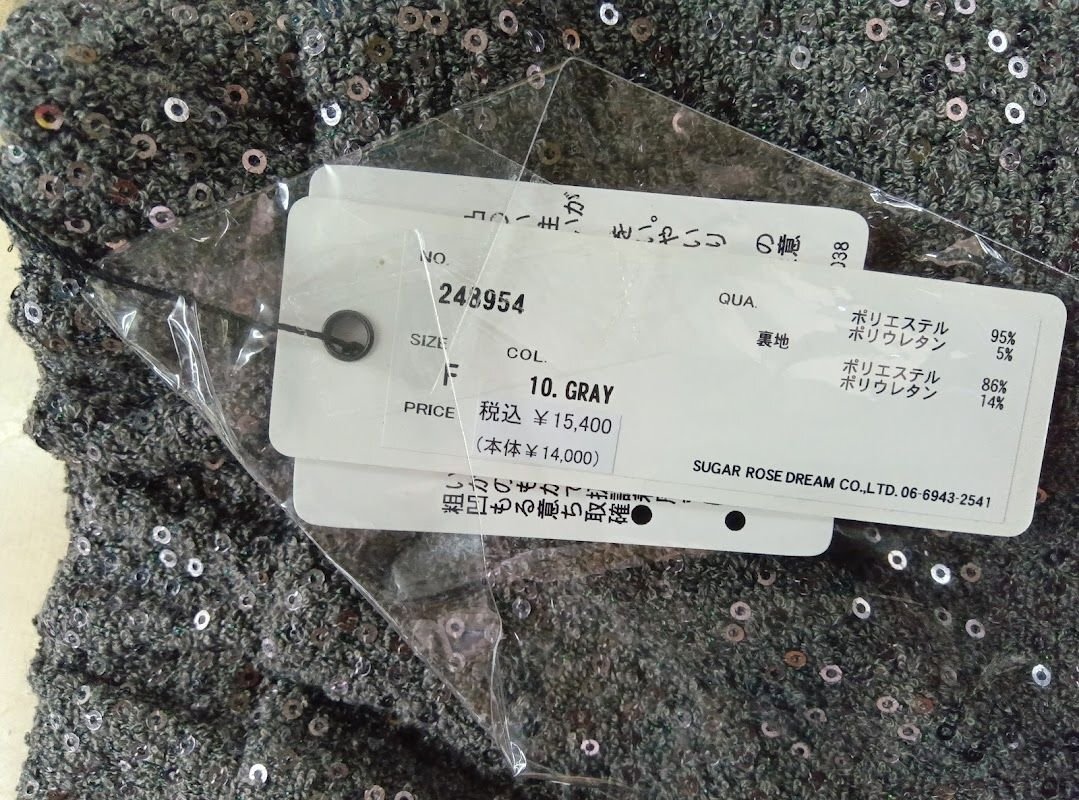 NO.
248954
SIZE
F
COL.
10. GRAY
PRICE
税込 ¥15,400
(本体¥14,000)
QUA.
ポリエステル 95%
ポリウレタン 5%
裏地
ポリエステル 86%
ポリウレタン 14%
SUGAR ROSE DREAM CO.,LTD. 06-6943-2541